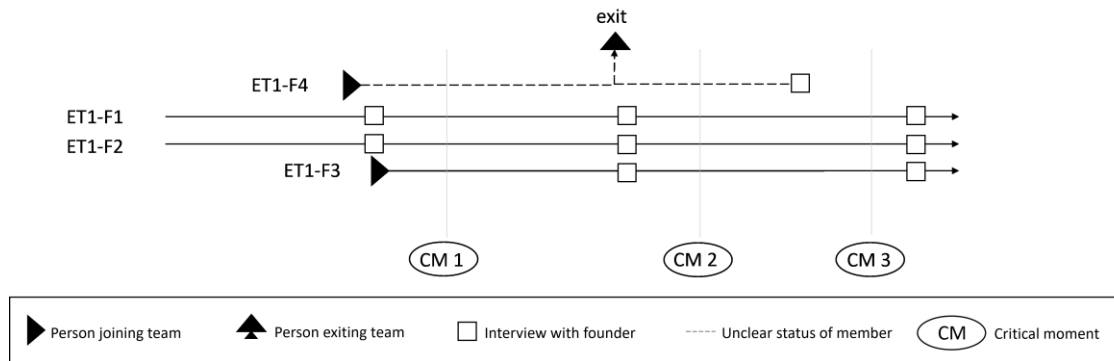 exit
ET1-F4
ET1-F1
ET1-F2
ET1-F3
CM 1 CM 2 CM 3
Person joining team Person exiting team Interview with founder Unclear status of member CM Critical moment